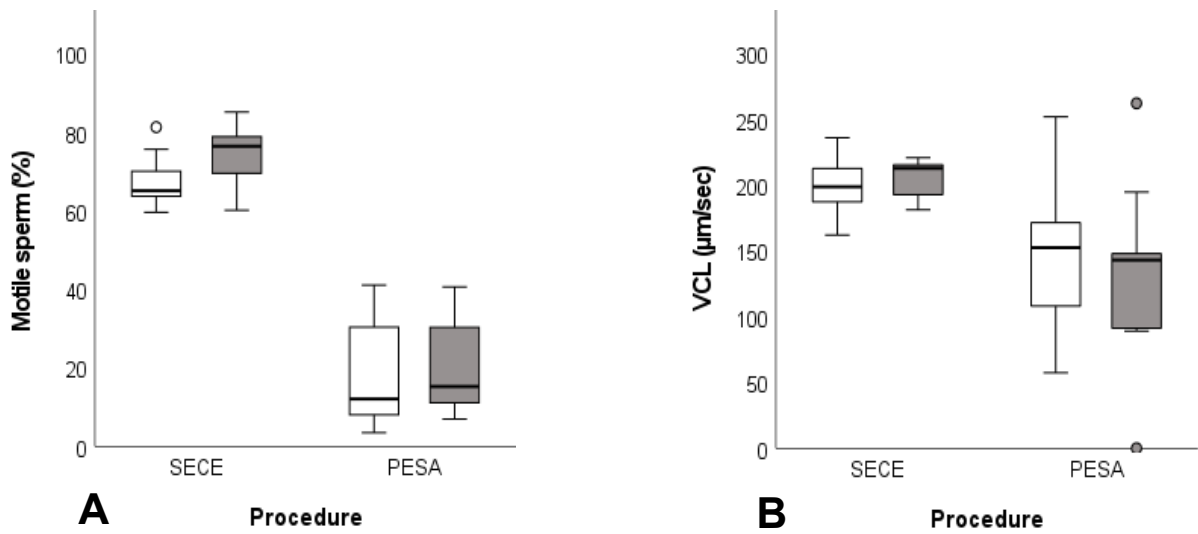 Motile sperm (%)
100
80
60
40
20
0
SECE PESA
Procedure
A
VCL (µm/sec)
300
250
200
150
100
50
0
SECE PESA
Procedure
B